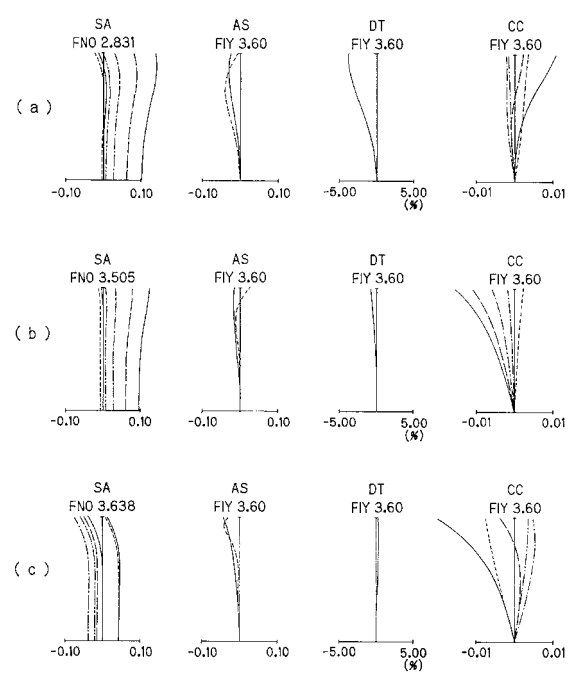 SA AS DT CC
FNO 2.831 FIY 3.60 FIY 3.60 FIY 3.60
(a)
-0.10 0.10 -0.10 0.10 -5.00 5.00 -0.01 0.01
(%)
SA AS DT CC
FNO 3.505 FIY 3.60 FIY 3.60 FIY 3.60
(b)
-0.10 0.10 -0.10 0.10 -5.00 5.00 -0.01 0.01
(%)
SA AS DT CC
FNO 3.638 FIY 3.60 FIY 3.60 FIY 3.60
(c)
-0.10 0.10 -0.10 0.10 -5.00 5.00 -0.01 0.01
(%)